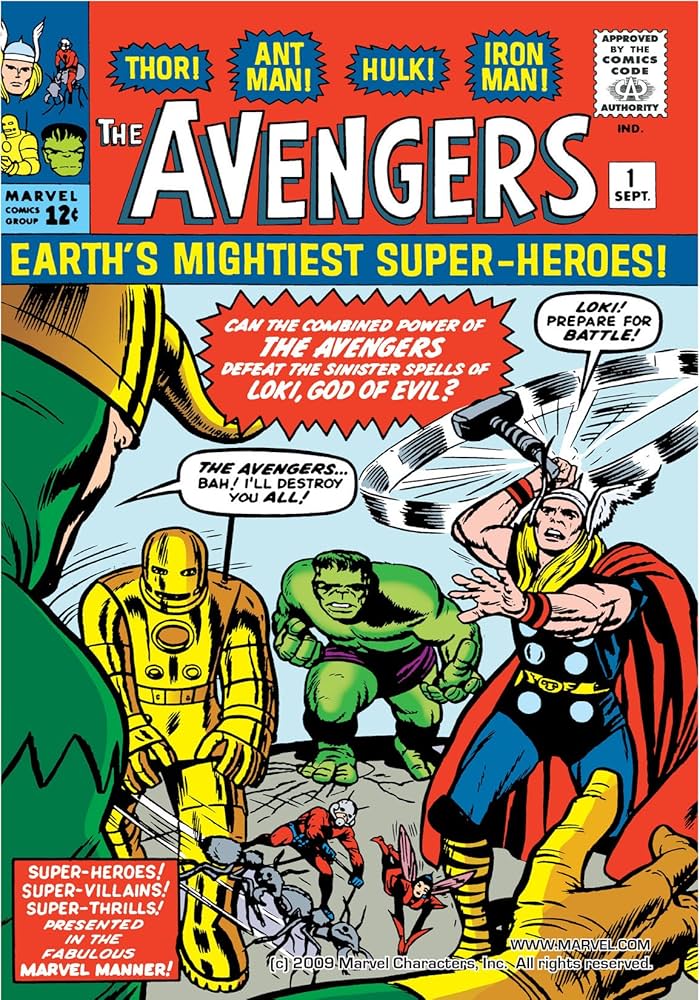 THOR!
ANT
MAN!
HULK!
IRON
MAN!
APPROVED
BY THE
COMICS
CODE
CA
AUTHORITY
THE AVENGERS
IND.
1
SEPT.
MARVEL
COMICS
GROUP 12¢
EARTH'S MIGHTIEST SUPER-HEROES!
CAN THE COMBINED POWER OF
THE AVENGERS
DEFEAT THE SINISTER SPELLS OF
LOKI, GOD OF EVIL?
LOKI!
PREPARE FOR
BATTLE!
THE AVENGERS...
BAH! I'LL DESTROY
YOU ALL!
SUPER-HEROES!
SUPER-VILLAINS!
SUPER-THRILLS!
PRESENTED
IN THE
FABULOUS
MARVEL MANNER!
WWW.MARVEL.COM
(c) 2009 Marvel Characters, Inc. All rights reserved.